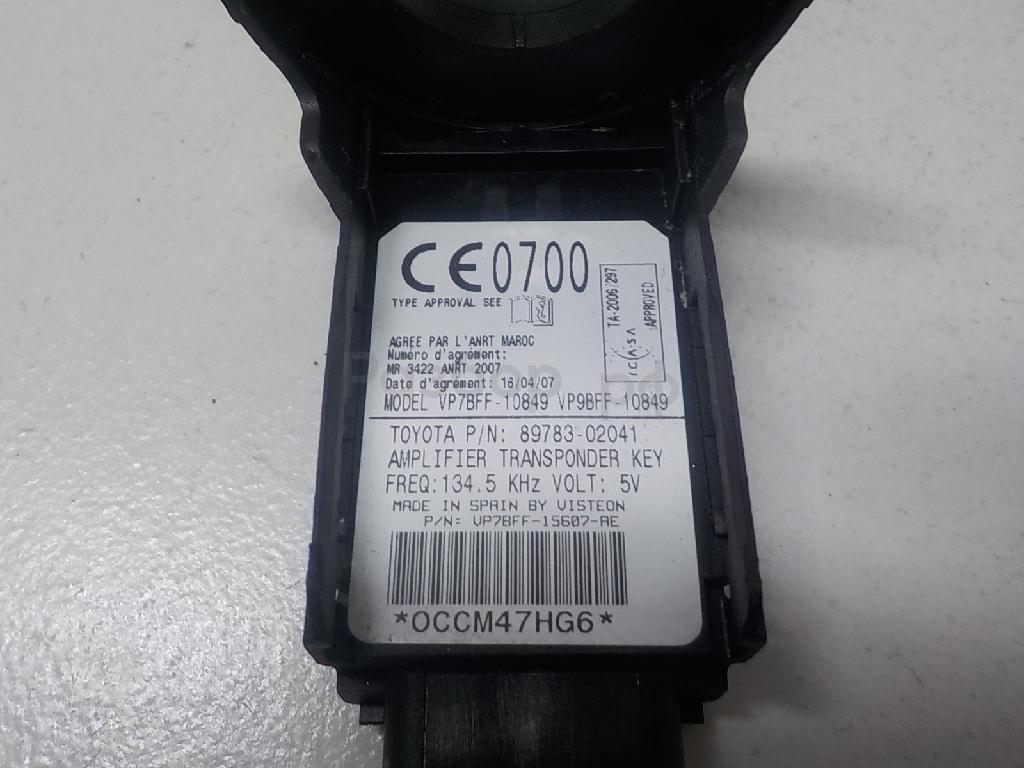 CE0700
TYPE APPROVAL SEE
TA-2006/297
APPROVED
I C A S A
AGREE PAR L'ANRT MAROC
Numéro d'agrément:
MR 3422 ANRT 2007
Date d'agrément: 16/04/07
MODEL VP7BFF-10849 VP9BFF-10849
TOYOTA P/N: 89783-02041
AMPLIFIER TRANSPONDER KEY
FREQ:134.5 KHz VOLT: 5V
MADE IN SPAIN BY VISTEON
P/N: VP7BFF-15607-AE
*OCCM47HG6*